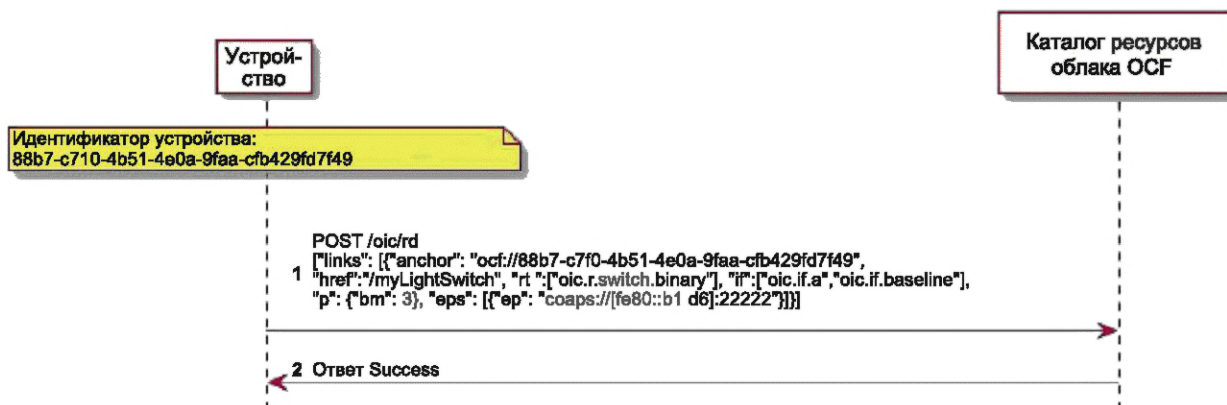 Устрой-
ство
Каталог ресурсов
облака OCF
Идентификатор устройства:
88b7-c710-4b51-4e0a-9faa-cfb429fd7f49
POST /oic/rd
["links": [{"anchor": "ocf://88b7-c7f0-4b51-4e0a-9faa-cfb429fd7f49",
1 "href":"/myLightSwitch", "rt ":["oic.r.switch.binary"], "if":["oic.if.a","oic.if.baseline"],
"p": {"bm": 3}, "eps": [{"ep": "coaps://[fe80::b1 d6]:22222"}]}]
2 Ответ Success